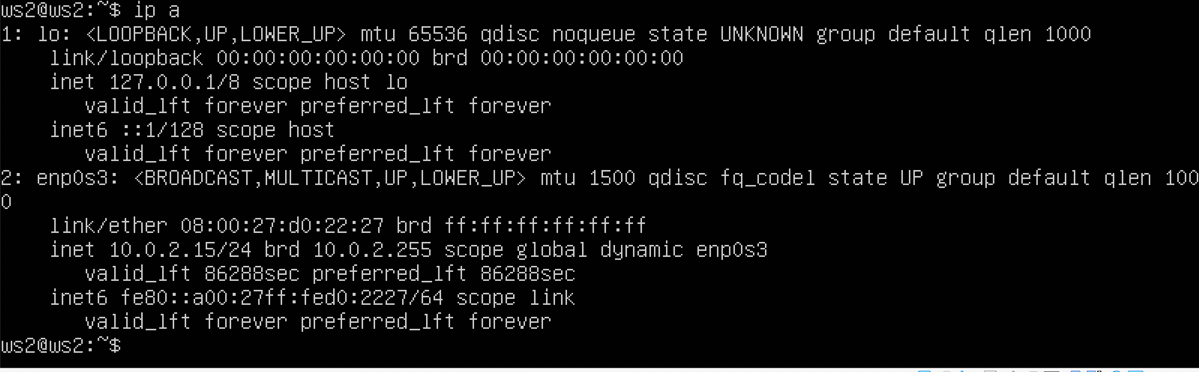 ws2@ws2:~$ ip a
1: lo: <LOOPBACK,UP,LOWER_UP> mtu 65536 qdisc noqueue state UNKNOWN group default qlen 1000
    link/loopback 00:00:00:00:00:00 brd 00:00:00:00:00:00
    inet 127.0.0.1/8 scope host lo
       valid_lft forever preferred_lft forever
    inet6 ::1/128 scope host
       valid_lft forever preferred_lft forever
2: enp0s3: <BROADCAST,MULTICAST,UP,LOWER_UP> mtu 1500 qdisc fq_codel state UP group default qlen 100
0
    link/ether 08:00:27:d0:22:27 brd ff:ff:ff:ff:ff:ff
    inet 10.0.2.15/24 brd 10.0.2.255 scope global dynamic enp0s3
       valid_lft 86288sec preferred_lft 86288sec
    inet6 fe80::a00:27ff:fed0:2227/64 scope link
       valid_lft forever preferred_lft forever
ws2@ws2:~$